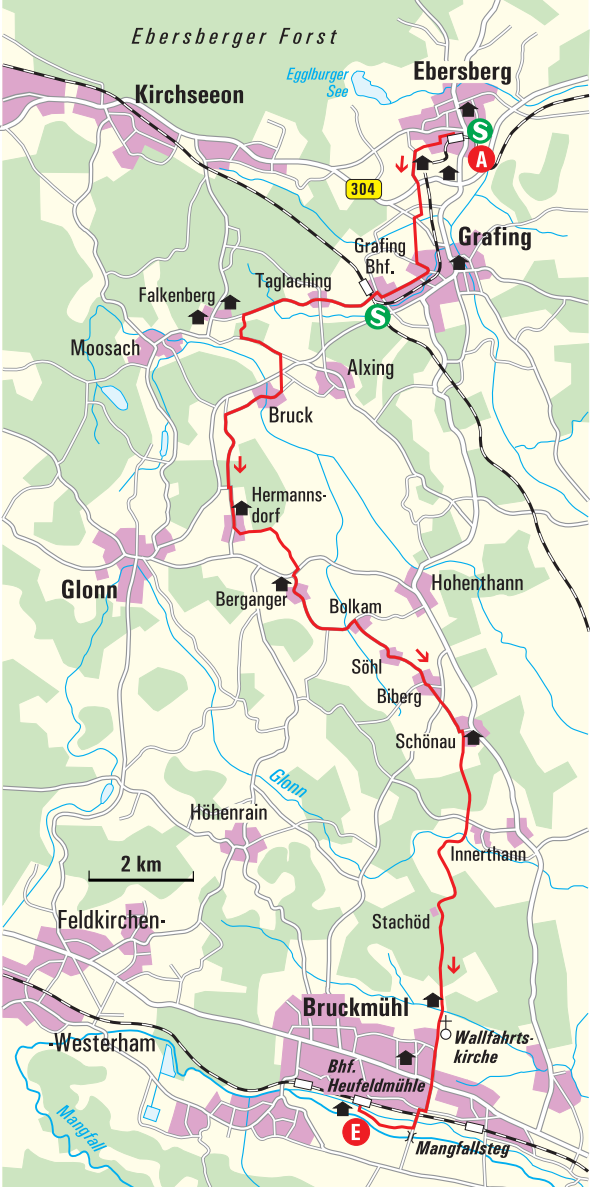 Ebersberger Forst
Egglburger
See
Ebersberg
Kirchseeon
S
A
304
Grafing
Grafing
Bhf.
Taglaching
Falkenberg
S
Moosach
Alxing
Bruck
Hermanns-
dorf
Glonn
Hohenthann
Berganger
Bolkam
Söhl
Biberg
Schönau
Glonn
Höhenrain
Innerthann
2 km
Feldkirchen-
Stachöd
Bruckmühl
-Westerham
Wallfahrts-
kirche
Bhf.
Heufeldmühle
Mangfall
E
Mangfallsteg